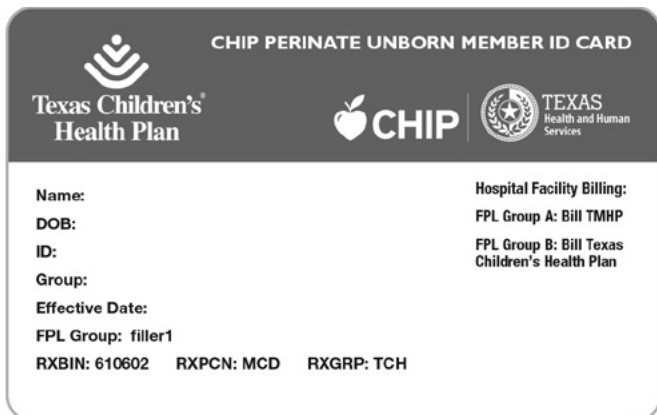 CHIP PERINATE UNBORN MEMBER ID CARD
Texas Children's®
Health Plan
CHIP
TEXAS
Health and Human
Services
Name:
DOB:
ID:
Group:
Effective Date:
FPL Group: filler1
RXBIN: 610602 RXPCN: MCD RXGRP: TCH
Hospital Facility Billing:
FPL Group A: Bill TMHP
FPL Group B: Bill Texas
Children's Health Plan